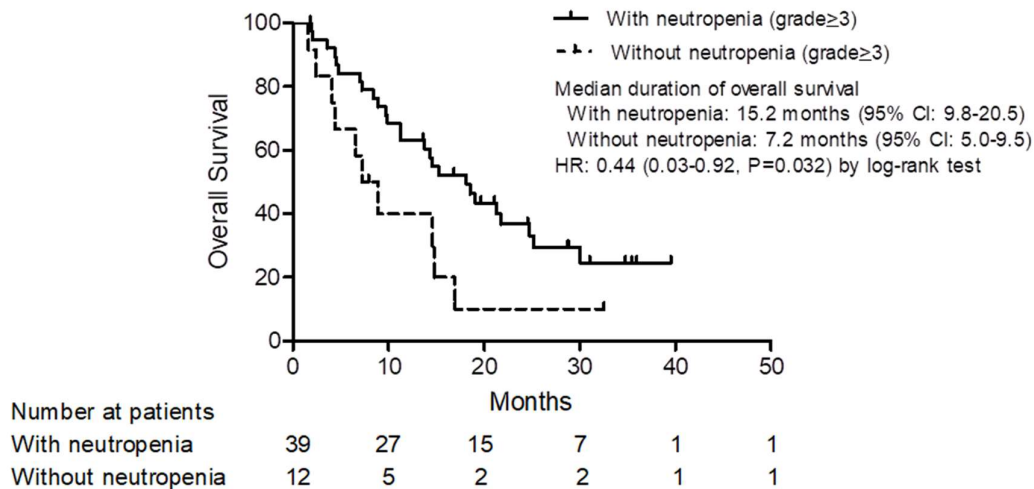 With neutropenia (grade≥3)
Without neutropenia (grade≥3)
Median duration of overall survival
With neutropenia: 15.2 months (95% CI: 9.8-20.5)
Without neutropenia: 7.2 months (95% CI: 5.0-9.5)
HR: 0.44 (0.03-0.92, P=0.032) by log-rank test
Overall Survival
100
80
60
40
20
0
0 10 20 30 40 50
Months
Number at patients
With neutropenia 39 27 15 7 1 1
Without neutropenia 12 5 2 2 1 1